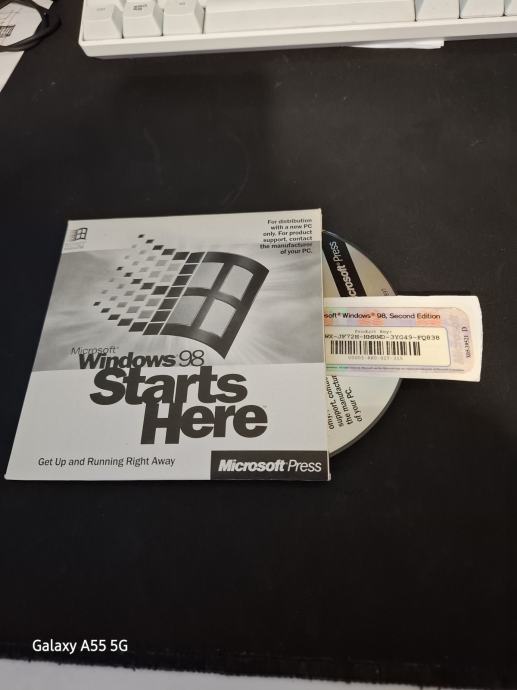 For distribution
with a new PC
only. For product
support, contact
the manufacturer
of your PC.
Microsoft®
Windows 98
Starts
Here
Get Up and Running Right Away
Microsoft Press
crosoft® Press
soft® Windows® 98, Second Edition
Product Key:
support, contact
manufacturer
the
of your PC.
Galaxy A55 5G